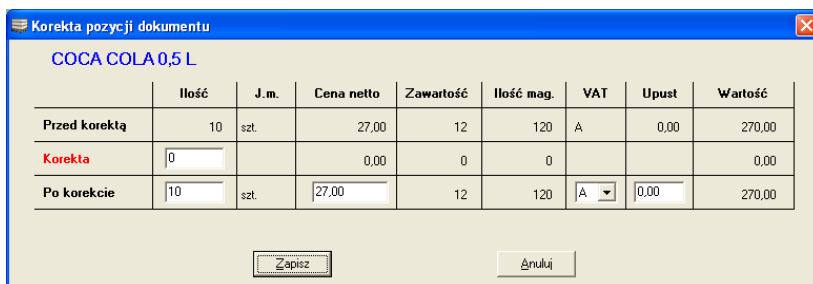 Korekta pozycji dokumentu
COCA COLA 0,5 L
Ilość J.m. Cena netto Zawartość Ilość mag. VAT Upust Wartość
Przed korektą 10 szt. 27,00 12 120 A 0,00 270,00
Korekta 0 0,00 0 0 0,00
Po korekcie 10 szt. 27,00 12 120 A 0,00 270,00
Zapisz Anuluj